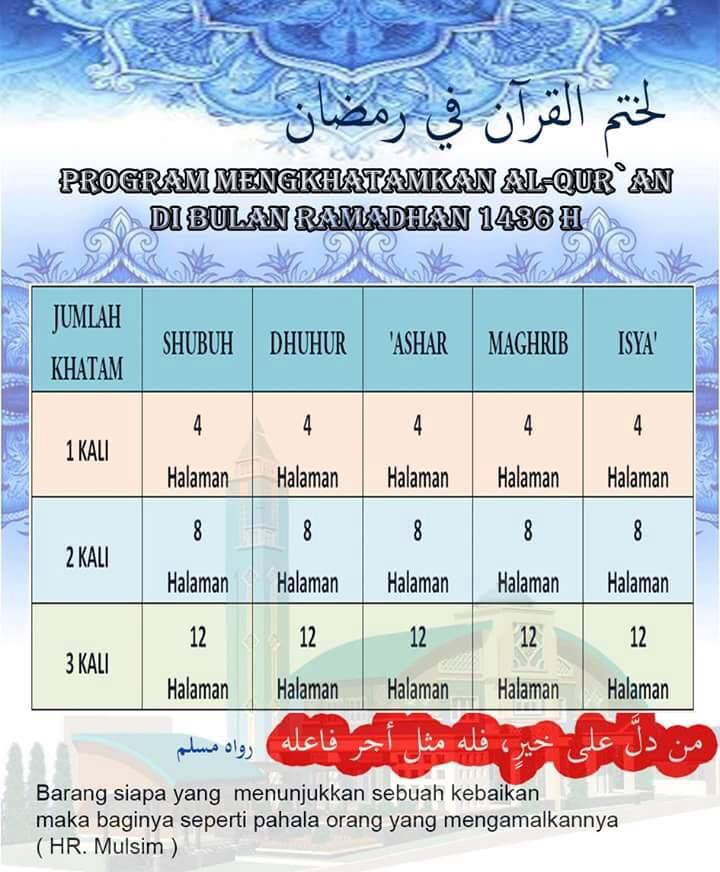 لختم القرآن في رمضان
PROGRAM MENGKHATAMKAN AL-QUR`AN
DI BULAN RAMADHAN 1436 H
JUMLAH KHATAM SHUBUH DHUHUR 'ASHAR MAGHRIB ISYA'
1 KALI 4 Halaman 4 Halaman 4 Halaman 4 Halaman 4 Halaman
2 KALI 8 Halaman 8 Halaman 8 Halaman 8 Halaman 8 Halaman
3 KALI 12 Halaman 12 Halaman 12 Halaman 12 Halaman 12 Halaman
من دلَّ على خيرٍ، فله مثل أجر فاعله رواه مسلم
Barang siapa yang menunjukkan sebuah kebaikan
maka baginya seperti pahala orang yang mengamalkannya
( HR. Mulsim )